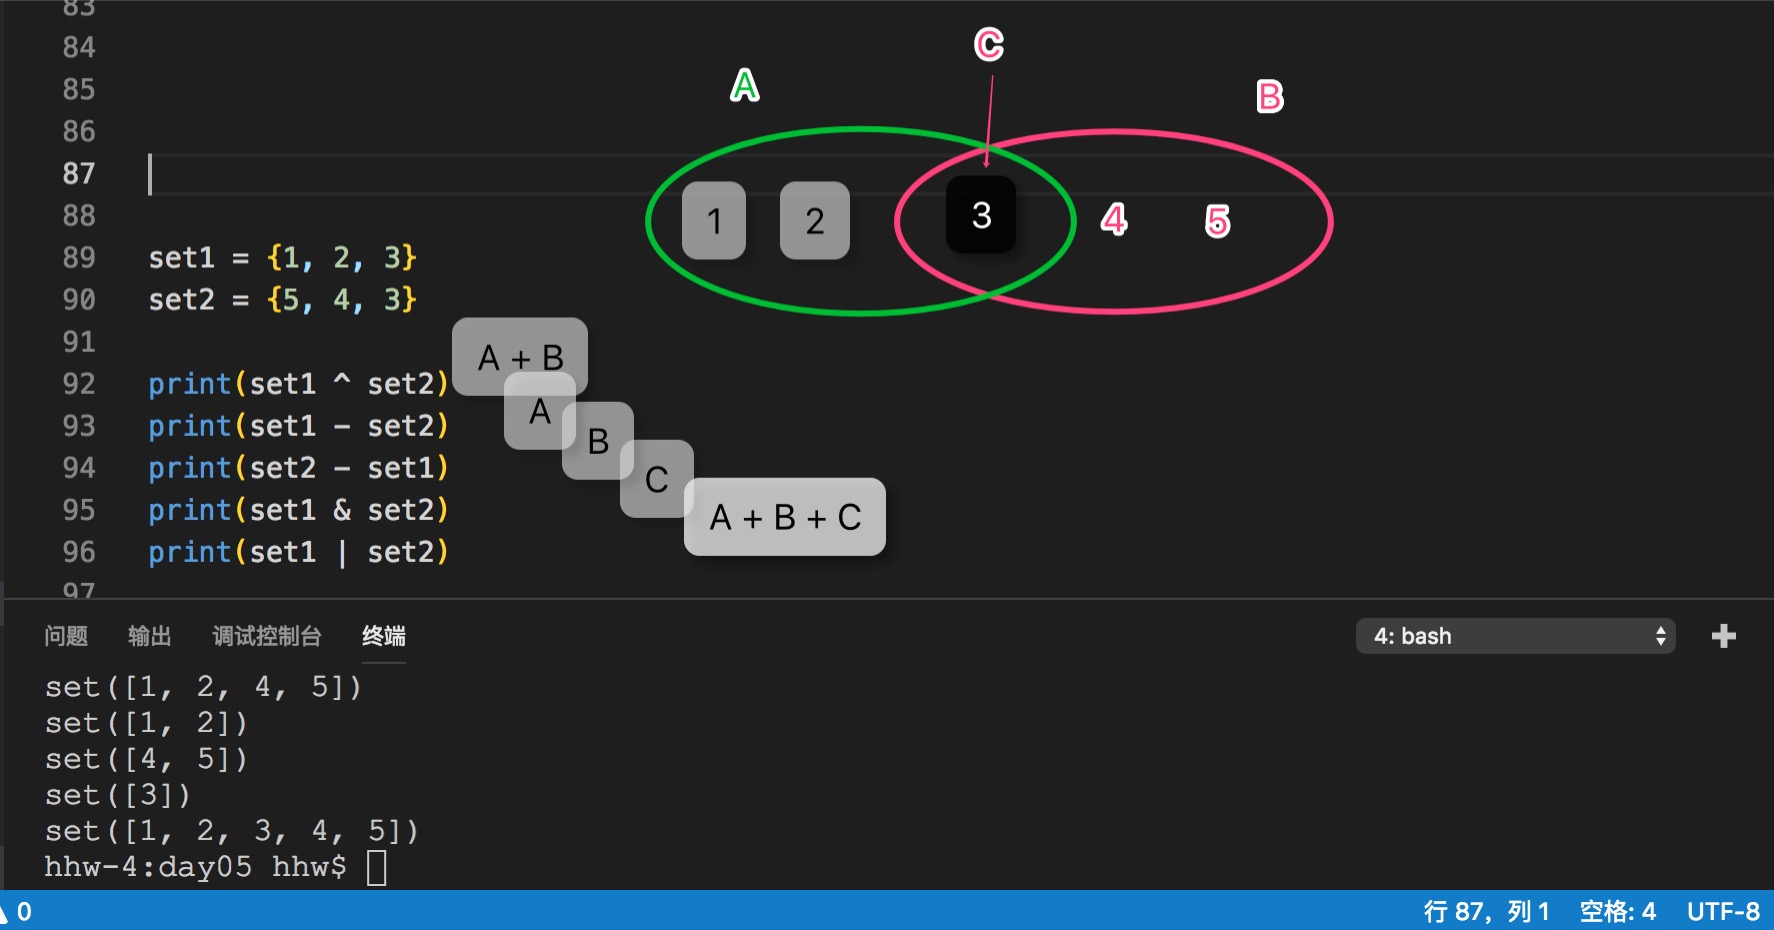 83
84
85
86
87
88
89 set1 = {1, 2, 3}
90 set2 = {5, 4, 3}
91
92 print(set1 ^ set2)
93 print(set1 - set2)
94 print(set2 - set1)
95 print(set1 & set2)
96 print(set1 | set2)
97
A
C
B
1 2 3 4 5
A + B
A
B
C
A + B + C
问题 输出 调试控制台 终端
4: bash
set([1, 2, 4, 5])
set([1, 2])
set([4, 5])
set([3])
set([1, 2, 3, 4, 5])
hhw-4:day05 hhw$
0 行 87，列 1 空格: 4 UTF-8